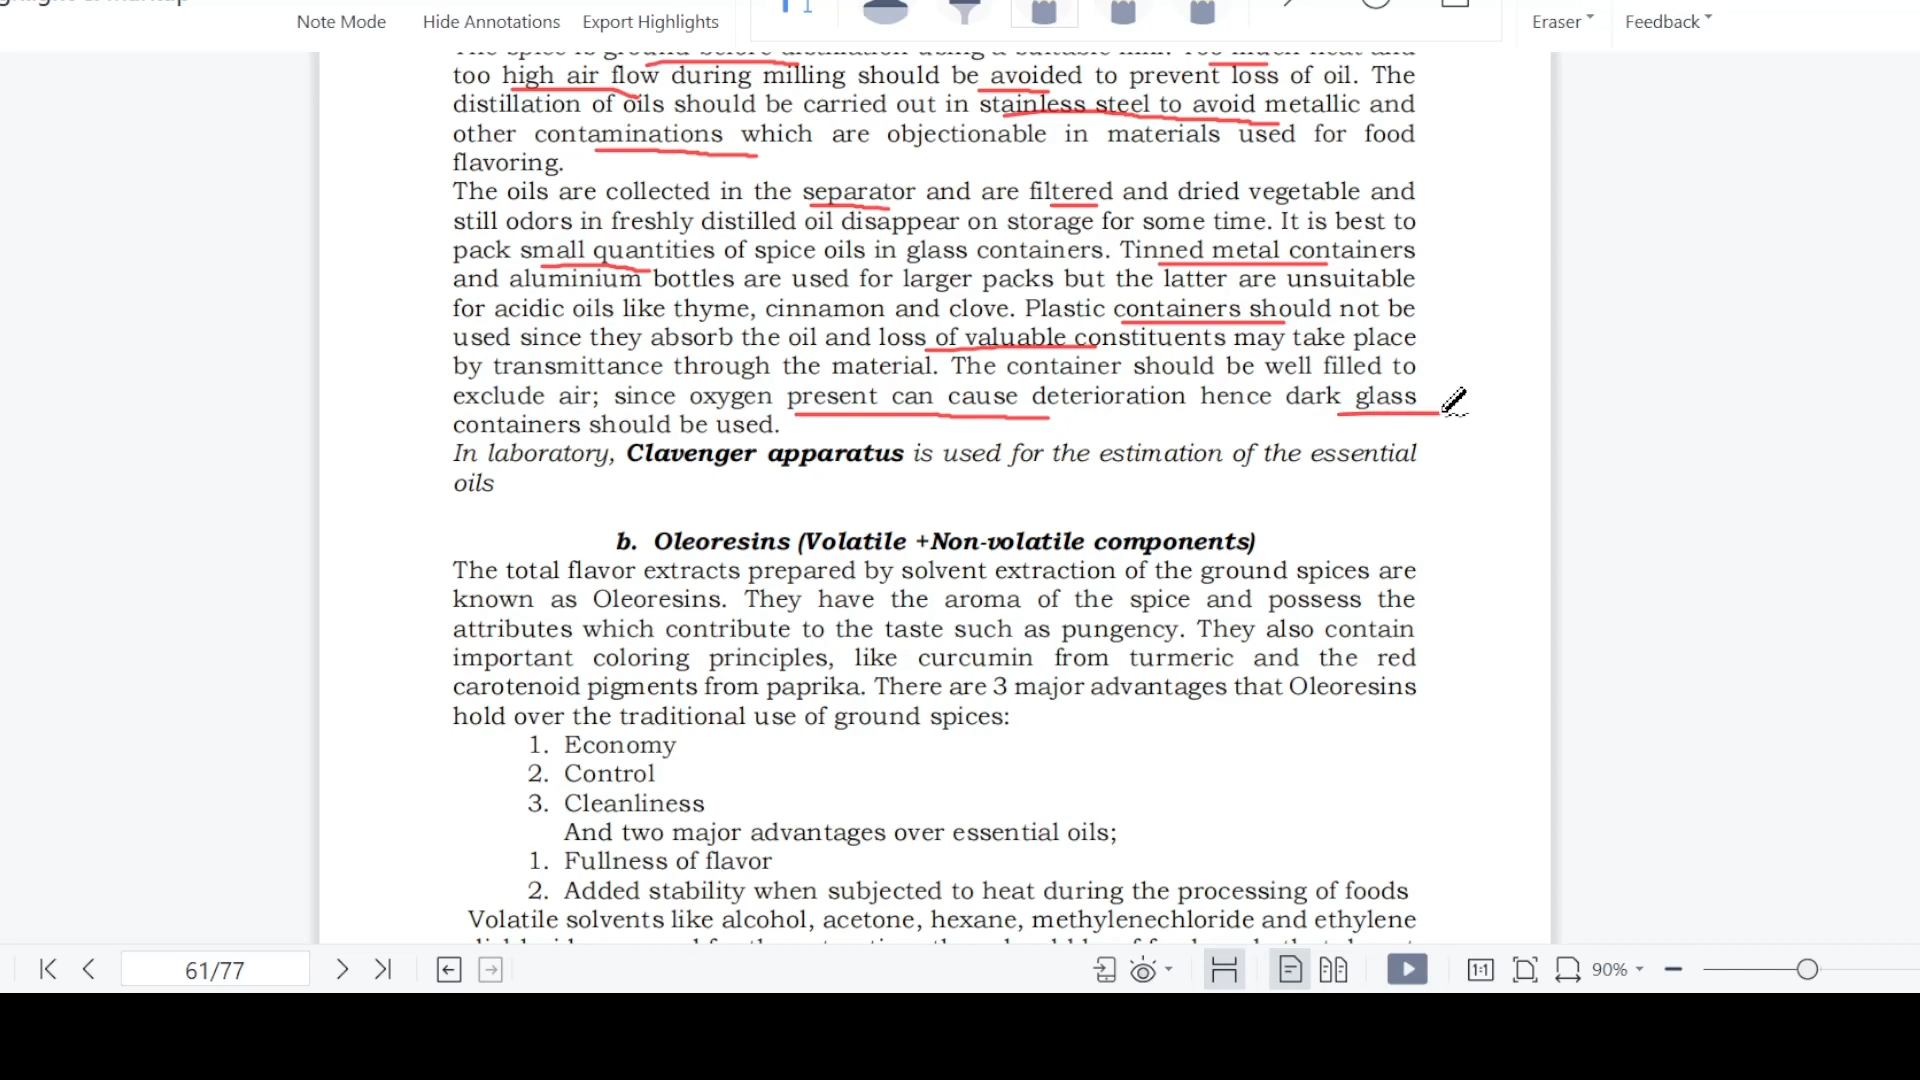 Note Mode Hide Annotations Export Highlights Eraser Feedback
too high air flow during milling should be avoided to prevent loss of oil. The
distillation of oils should be carried out in stainless steel to avoid metallic and
other contaminations which are objectionable in materials used for food
flavoring.
The oils are collected in the separator and are filtered and dried vegetable and
still odors in freshly distilled oil disappear on storage for some time. It is best to
pack small quantities of spice oils in glass containers. Tinned metal containers
and aluminium bottles are used for larger packs but the latter are unsuitable
for acidic oils like thyme, cinnamon and clove. Plastic containers should not be
used since they absorb the oil and loss of valuable constituents may take place
by transmittance through the material. The container should be well filled to
exclude air; since oxygen present can cause deterioration hence dark glass
containers should be used.
In laboratory, Clavenger apparatus is used for the estimation of the essential
oils
b. Oleoresins (Volatile +Non-volatile components)
The total flavor extracts prepared by solvent extraction of the ground spices are
known as Oleoresins. They have the aroma of the spice and possess the
attributes which contribute to the taste such as pungency. They also contain
important coloring principles, like curcumin from turmeric and the red
carotenoid pigments from paprika. There are 3 major advantages that Oleoresins
hold over the traditional use of ground spices:
1. Economy
2. Control
3. Cleanliness
And two major advantages over essential oils;
1. Fullness of flavor
2. Added stability when subjected to heat during the processing of foods
Volatile solvents like alcohol, acetone, hexane, methylenechloride and ethylene
61/77 1:1 90%